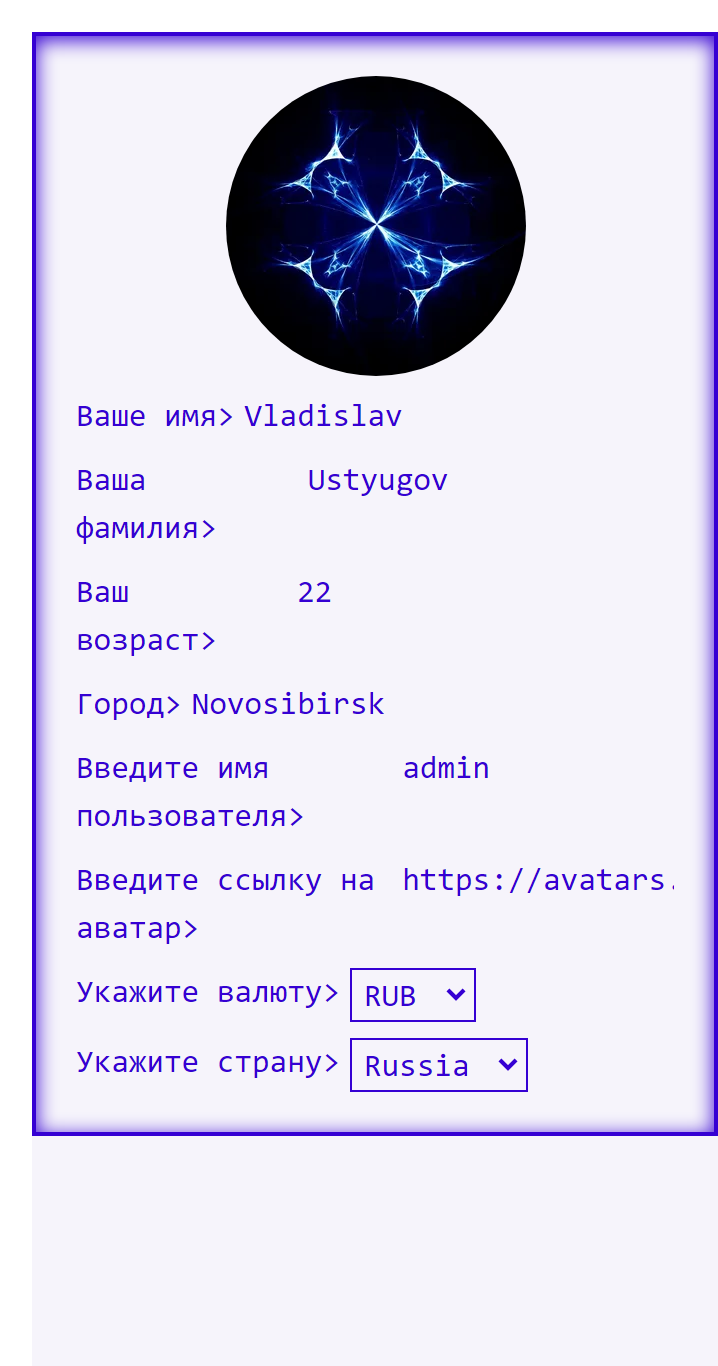 Ваше имя> Vladislav
Ваша Ustyugov
фамилия>
Ваш 22
возраст>
Город> Novosibirsk
Введите имя admin
пользователя>
Введите ссылку на https://avatars.
аватар>
Укажите валюту> RUB
Укажите страну> Russia